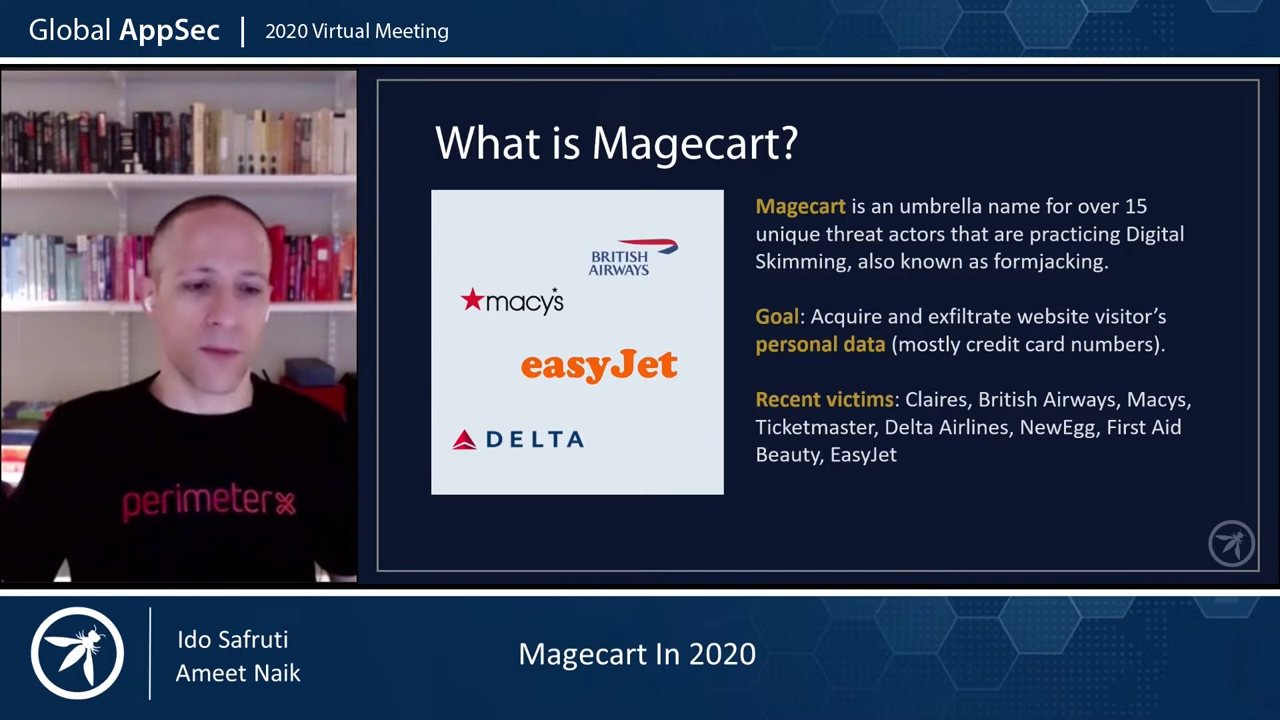 Global AppSec | 2020 Virtual Meeting
What is Magecart?
BRITISH
AIRWAYS
macy's
easyJet
DELTA
Magecart is an umbrella name for over 15
unique threat actors that are practicing Digital
Skimming, also known as formjacking.
Goal: Acquire and exfiltrate website visitor’s
personal data (mostly credit card numbers).
Recent victims: Claires, British Airways, Macys,
Ticketmaster, Delta Airlines, NewEgg, First Aid
Beauty, EasyJet
perimeterx
Ido Safruti
Ameet Naik
Magecart In 2020